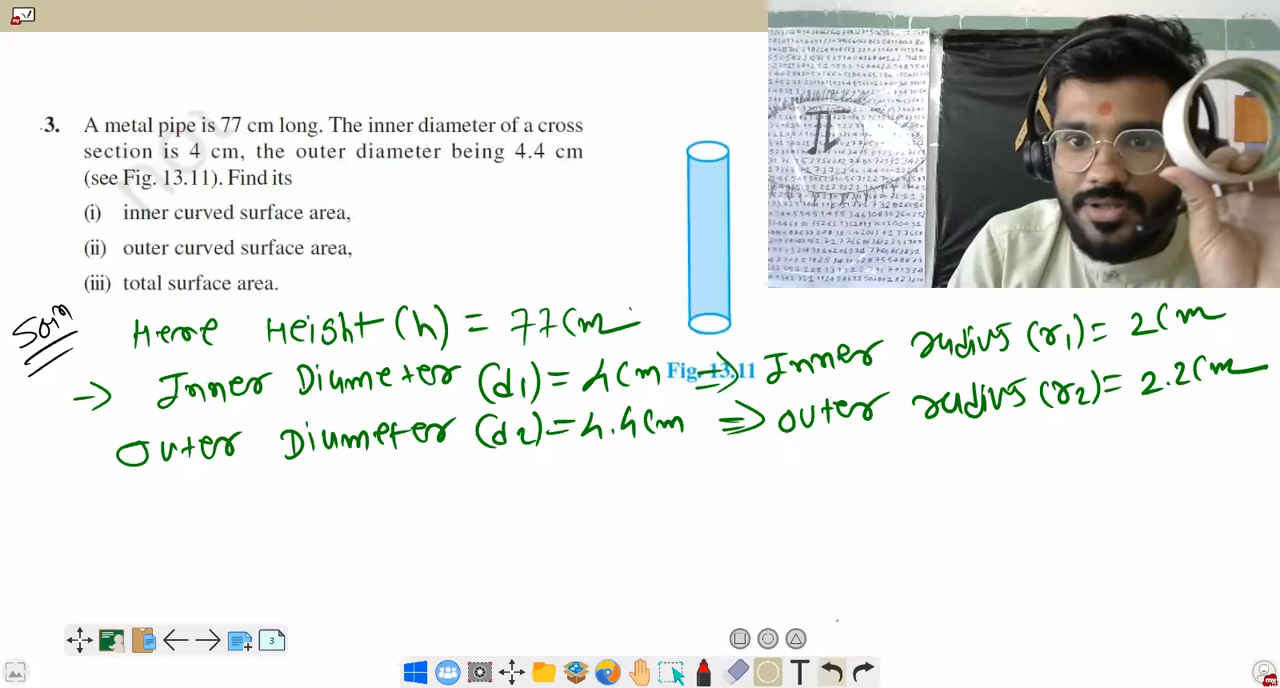 3. A metal pipe is 77 cm long. The inner diameter of a cross
section is 4 cm, the outer diameter being 4.4 cm
(see Fig. 13.11). Find its
(i) inner curved surface area,
(ii) outer curved surface area,
(iii) total surface area.
Fig. 13.11
Soln
Here Height (h) = 77cm
→ Inner Diameter (d1) = 4cm ⇒ Inner radius (r1) = 2cm
Outer Diameter (d2) = 4.4cm ⇒ outer radius (r2) = 2.2cm
π
3
T